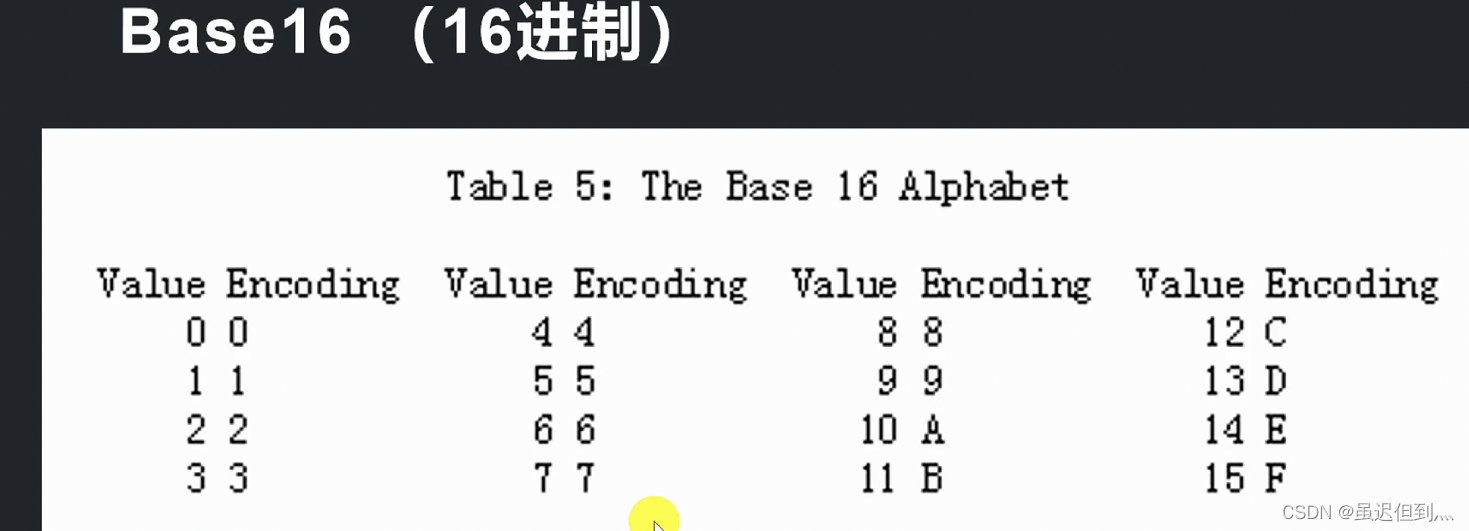 Base16 （16进制）
Table 5: The Base 16 Alphabet
Value Encoding Value Encoding Value Encoding Value Encoding
0 0 4 4 8 8 12 C
1 1 5 5 9 9 13 D
2 2 6 6 10 A 14 E
3 3 7 7 11 B 15 F
CSDN @虽迟但到灬